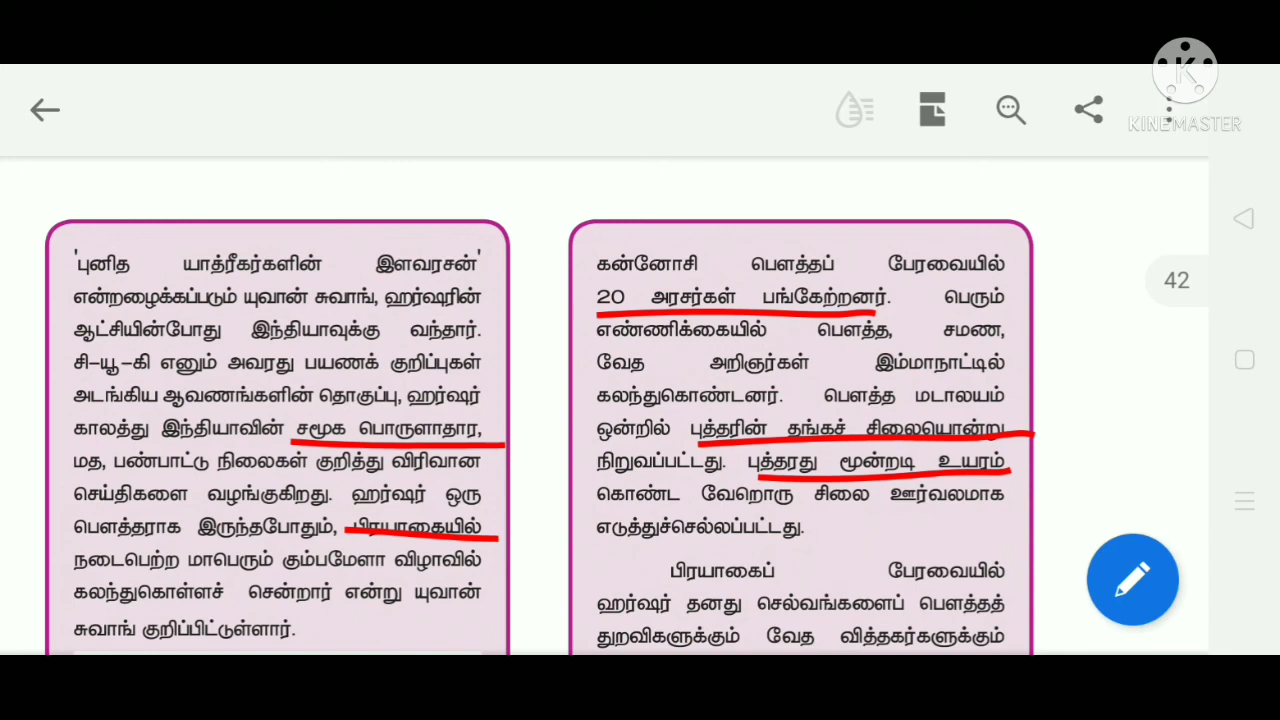 KINEMASTER
42
'புனித யாத்ரீகர்களின் இளவரசன்'
என்றழைக்கப்படும் யுவான் சுவாங், ஹர்ஷரின்
ஆட்சியின்போது இந்தியாவுக்கு வந்தார்.
சி–யூ–கி எனும் அவரது பயணக் குறிப்புகள்
அடங்கிய ஆவணங்களின் தொகுப்பு, ஹர்ஷர்
காலத்து இந்தியாவின் சமூக பொருளாதார,
மத, பண்பாட்டு நிலைகள் குறித்து விரிவான
செய்திகளை வழங்குகிறது. ஹர்ஷர் ஒரு
பௌத்தராக இருந்தபோதும், பிரயாகையில்
நடைபெற்ற மாபெரும் கும்பமேளா விழாவில்
கலந்துகொள்ளச் சென்றார் என்று யுவான்
சுவாங் குறிப்பிட்டுள்ளார்.
கன்னோசி பௌத்தப் பேரவையில்
20 அரசர்கள் பங்கேற்றனர். பெரும்
எண்ணிக்கையில் பௌத்த, சமண,
வேத அறிஞர்கள் இம்மாநாட்டில்
கலந்துகொண்டனர். பௌத்த மடாலயம்
ஒன்றில் புத்தரின் தங்கச் சிலையொன்று
நிறுவப்பட்டது. புத்தரது மூன்றடி உயரம்
கொண்ட வேறொரு சிலை ஊர்வலமாக
எடுத்துச்செல்லப்பட்டது.
பிரயாகைப் பேரவையில்
ஹர்ஷர் தனது செல்வங்களைப் பௌத்தத்
துறவிகளுக்கும் வேத வித்தகர்களுக்கும்